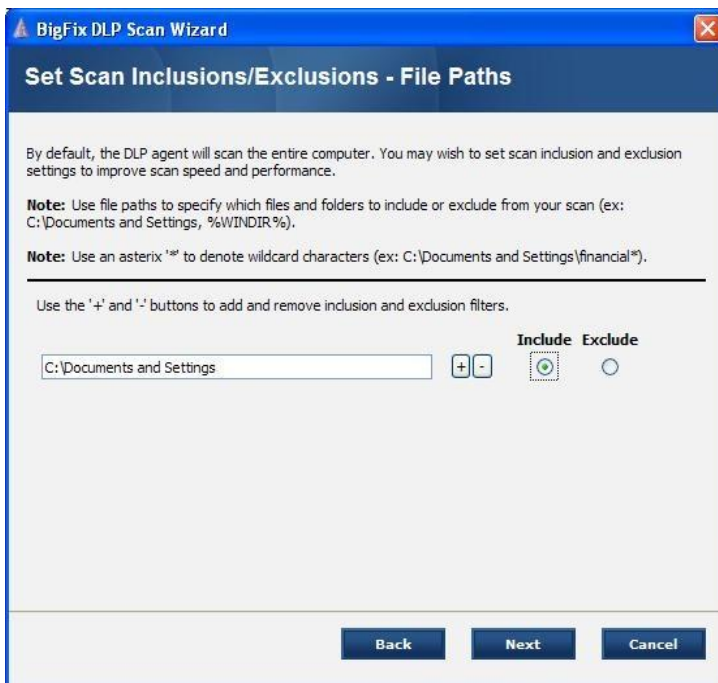 BigFix DLP Scan Wizard
Set Scan Inclusions/Exclusions - File Paths
By default, the DLP agent will scan the entire computer. You may wish to set scan inclusion and exclusion
settings to improve scan speed and performance.
Note: Use file paths to specify which files and folders to include or exclude from your scan (ex:
C:\Documents and Settings, %WINDIR%).
Note: Use an asterix '*' to denote wildcard characters (ex: C:\Documents and Settings\financial*).
Use the '+' and '-' buttons to add and remove inclusion and exclusion filters.
Include Exclude
C:\Documents and Settings + -
Back Next Cancel